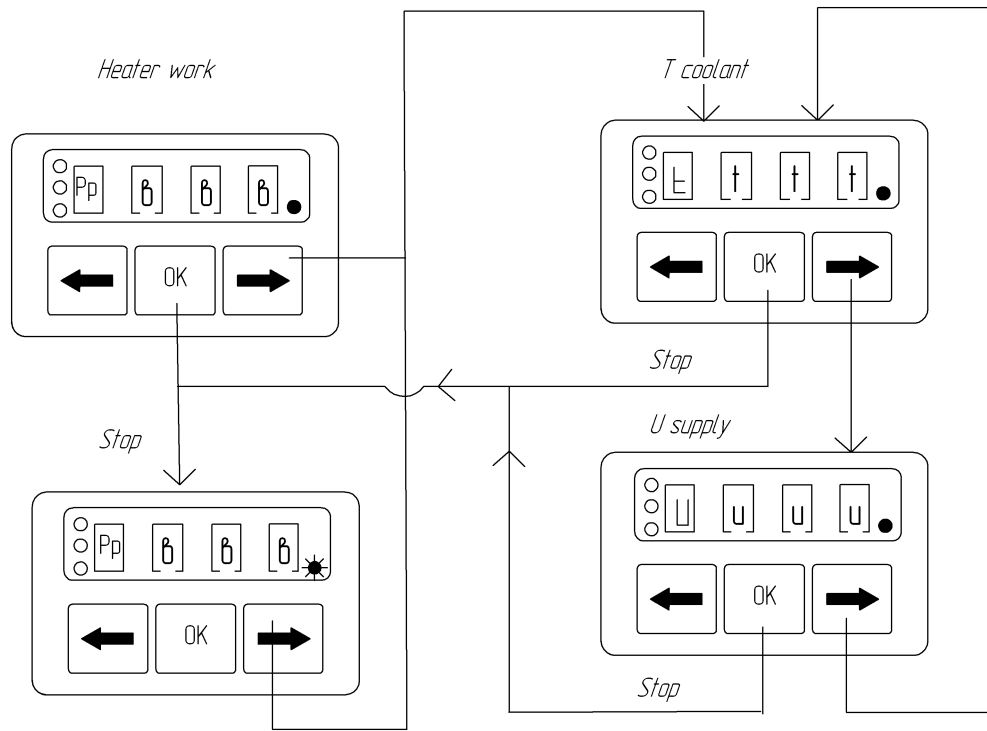 Heater work
T coolant
Pp в в в
t t t t
OK
OK
Stop
Stop
U supply
Pp в в в
U u u u
OK
OK
Stop